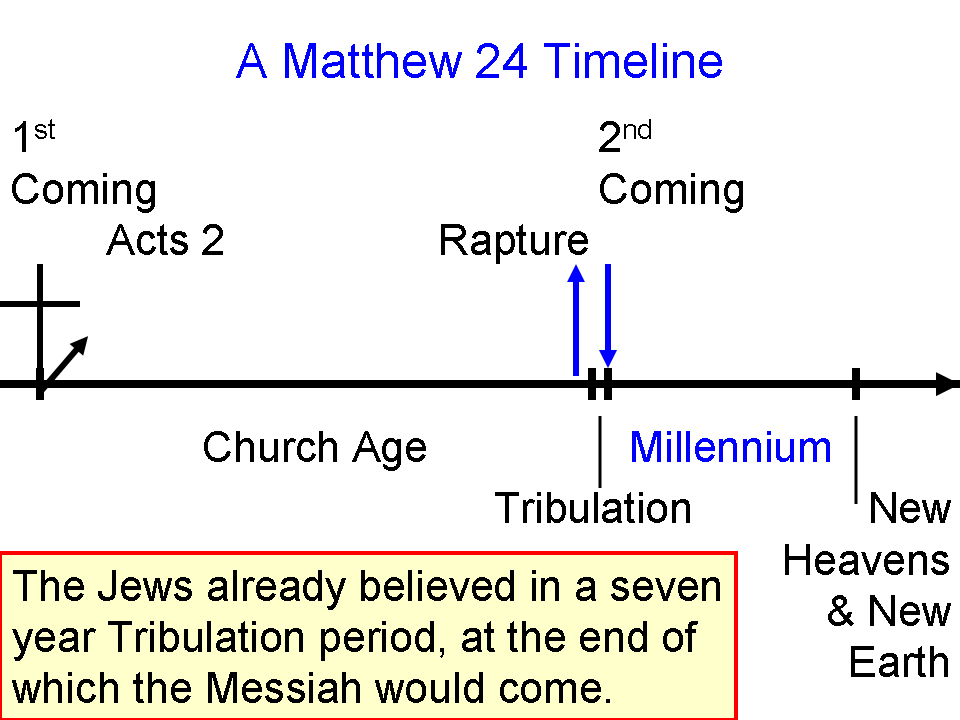 A Matthew 24 Timeline
1st
Coming
Acts 2
Rapture
2nd
Coming
Church Age
Millennium
Tribulation
New
Heavens
& New
Earth
The Jews already believed in a seven
year Tribulation period, at the end of
which the Messiah would come.